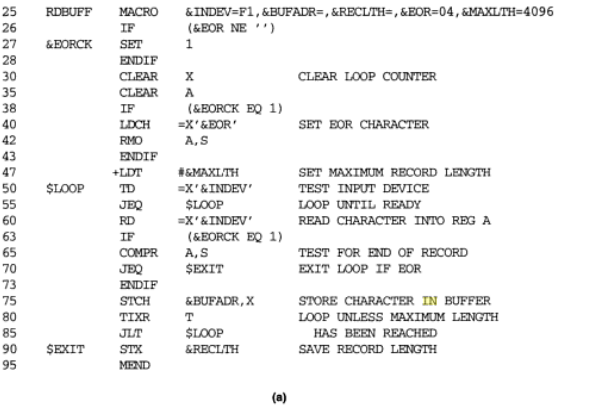 25 RDBUFF MACRO &INDEV=F1,&BUFADR=,&RECLTH=,&EOR=04,&MAXLTH=4096
26 IF (&EOR NE '')
27 &EORCK SET 1
28 ENDIF
30 CLEAR X CLEAR LOOP COUNTER
35 CLEAR A
38 IF (&EORCK EQ 1)
40 LDCH =X'&EOR' SET EOR CHARACTER
42 RMO A,S
43 ENDIF
47 +LDT #&MAXLTH SET MAXIMUM RECORD LENGTH
50 $LOOP TD =X'&INDEV' TEST INPUT DEVICE
55 JEQ $LOOP LOOP UNTIL READY
60 RD =X'&INDEV' READ CHARACTER INTO REG A
63 IF (&EORCK EQ 1)
65 COMPR A,S TEST FOR END OF RECORD
70 JEQ $EXIT EXIT LOOP IF EOR
73 ENDIF
75 STCH &BUFADR,X STORE CHARACTER IN BUFFER
80 TIXR T LOOP UNLESS MAXIMUM LENGTH
85 JLT $LOOP HAS BEEN REACHED
90 $EXIT STX &RECLTH SAVE RECORD LENGTH
95 MEND
(a)